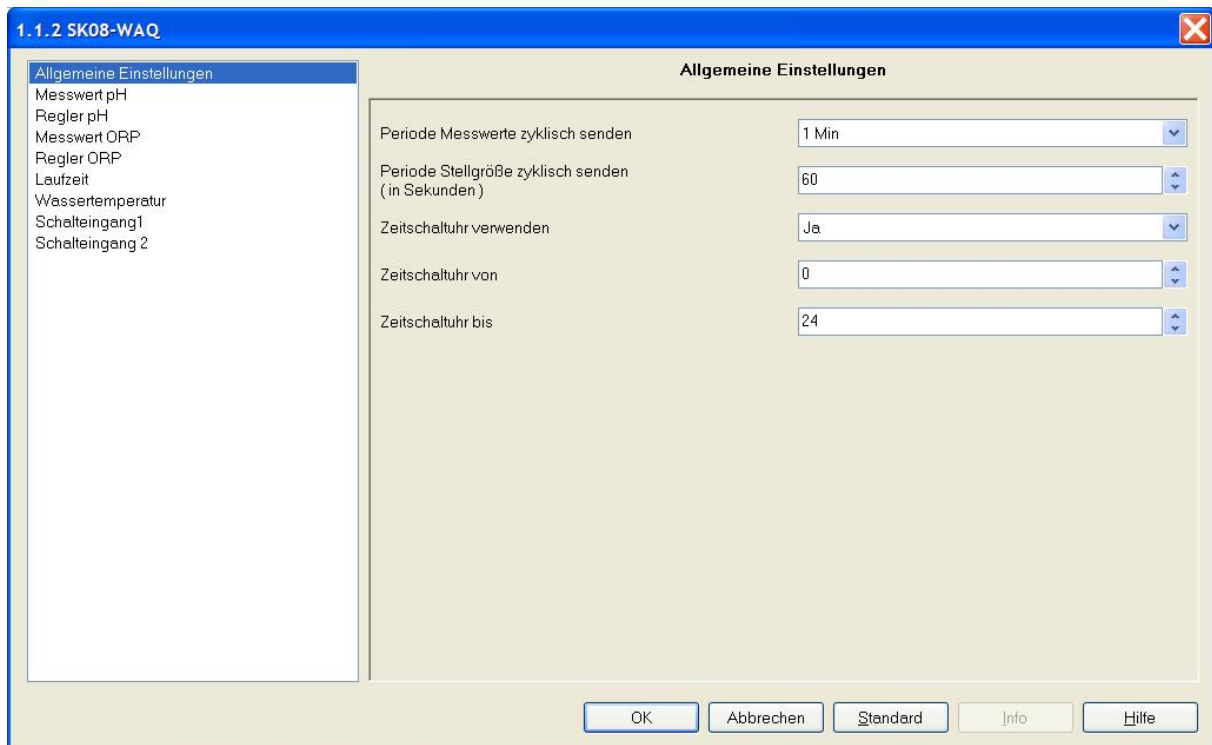 1.1.2 SK08-WAQ
Allgemeine Einstellungen
Messwert pH
Regler pH
Messwert ORP
Regler ORP
Laufzeit
Wassertemperatur
Schalteingang1
Schalteingang 2
Allgemeine Einstellungen
Periode Messwerte zyklisch senden
1 Min
Periode Stellgröße zyklisch senden
( in Sekunden )
60
Zeitschaltuhr verwenden
Ja
Zeitschaltuhr von
0
Zeitschaltuhr bis
24
OK
Abbrechen
Standard
Info
Hilfe